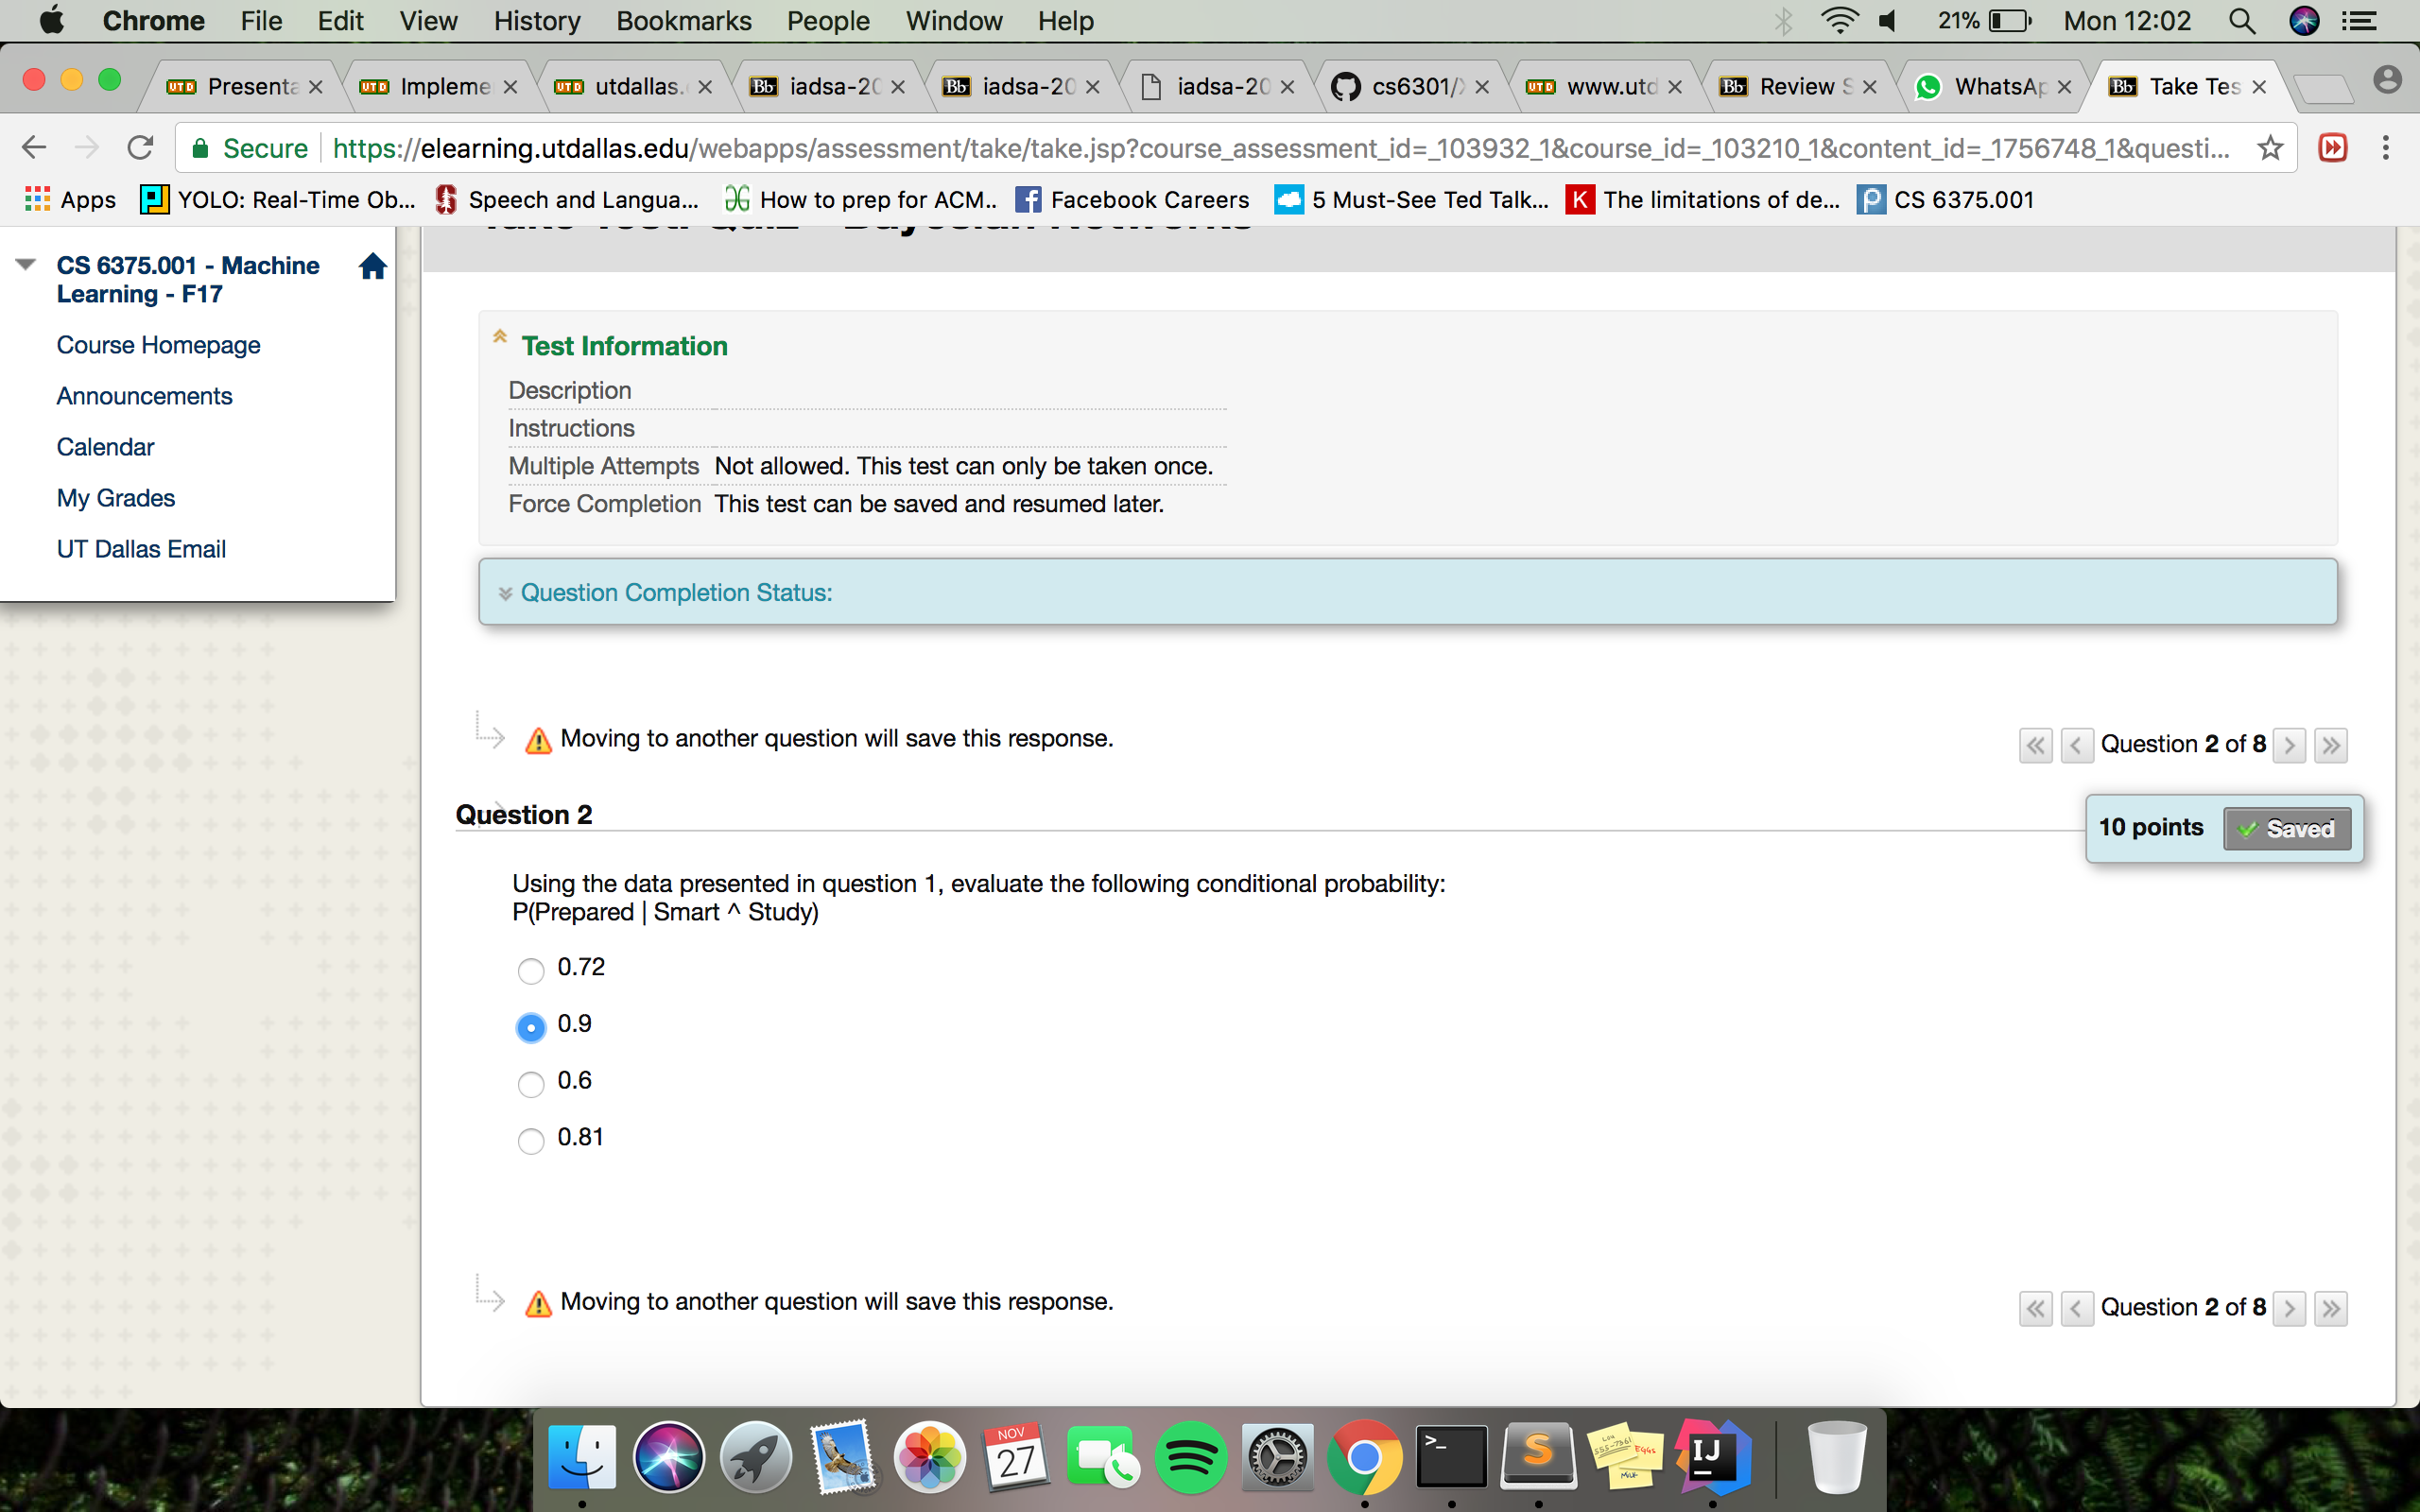 Chrome File Edit View History Bookmarks People Window Help 21% Mon 12:02
Presenta Impleme utdallas. iadsa-20 iadsa-20 iadsa-20 cs6301/ www.utd Review S WhatsAp Take Tes
Secure https://elearning.utdallas.edu/webapps/assessment/take/take.jsp?course_assessment_id=_103932_1&course_id=_103210_1&content_id=_1756748_1&questi...
Apps YOLO: Real-Time Ob... Speech and Langua... How to prep for ACM.. Facebook Careers 5 Must-See Ted Talk... The limitations of de... CS 6375.001
CS 6375.001 - Machine
Learning - F17
Course Homepage
Announcements
Calendar
My Grades
UT Dallas Email
Take Test: Quiz - Bayesian Networks
Test Information
Description
Instructions
Multiple Attempts Not allowed. This test can only be taken once.
Force Completion This test can be saved and resumed later.
Question Completion Status:
Moving to another question will save this response.
Question 2 of 8
Question 2
10 points Saved
Using the data presented in question 1, evaluate the following conditional probability:
P(Prepared | Smart ^ Study)
0.72
0.9
0.6
0.81
Moving to another question will save this response.
Question 2 of 8
NOV
27
IJ